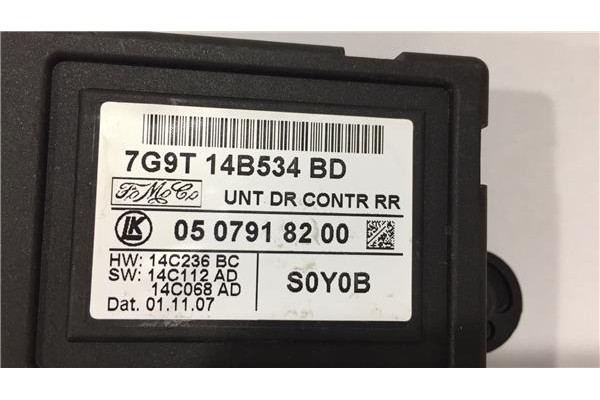 7G9T 14B534 BD
FoMoCo UNT DR CONTR RR
LK 05 0791 82 00
HW: 14C236 BC
SW: 14C112 AD
14C068 AD
Dat. 01.11.07
S0Y0B